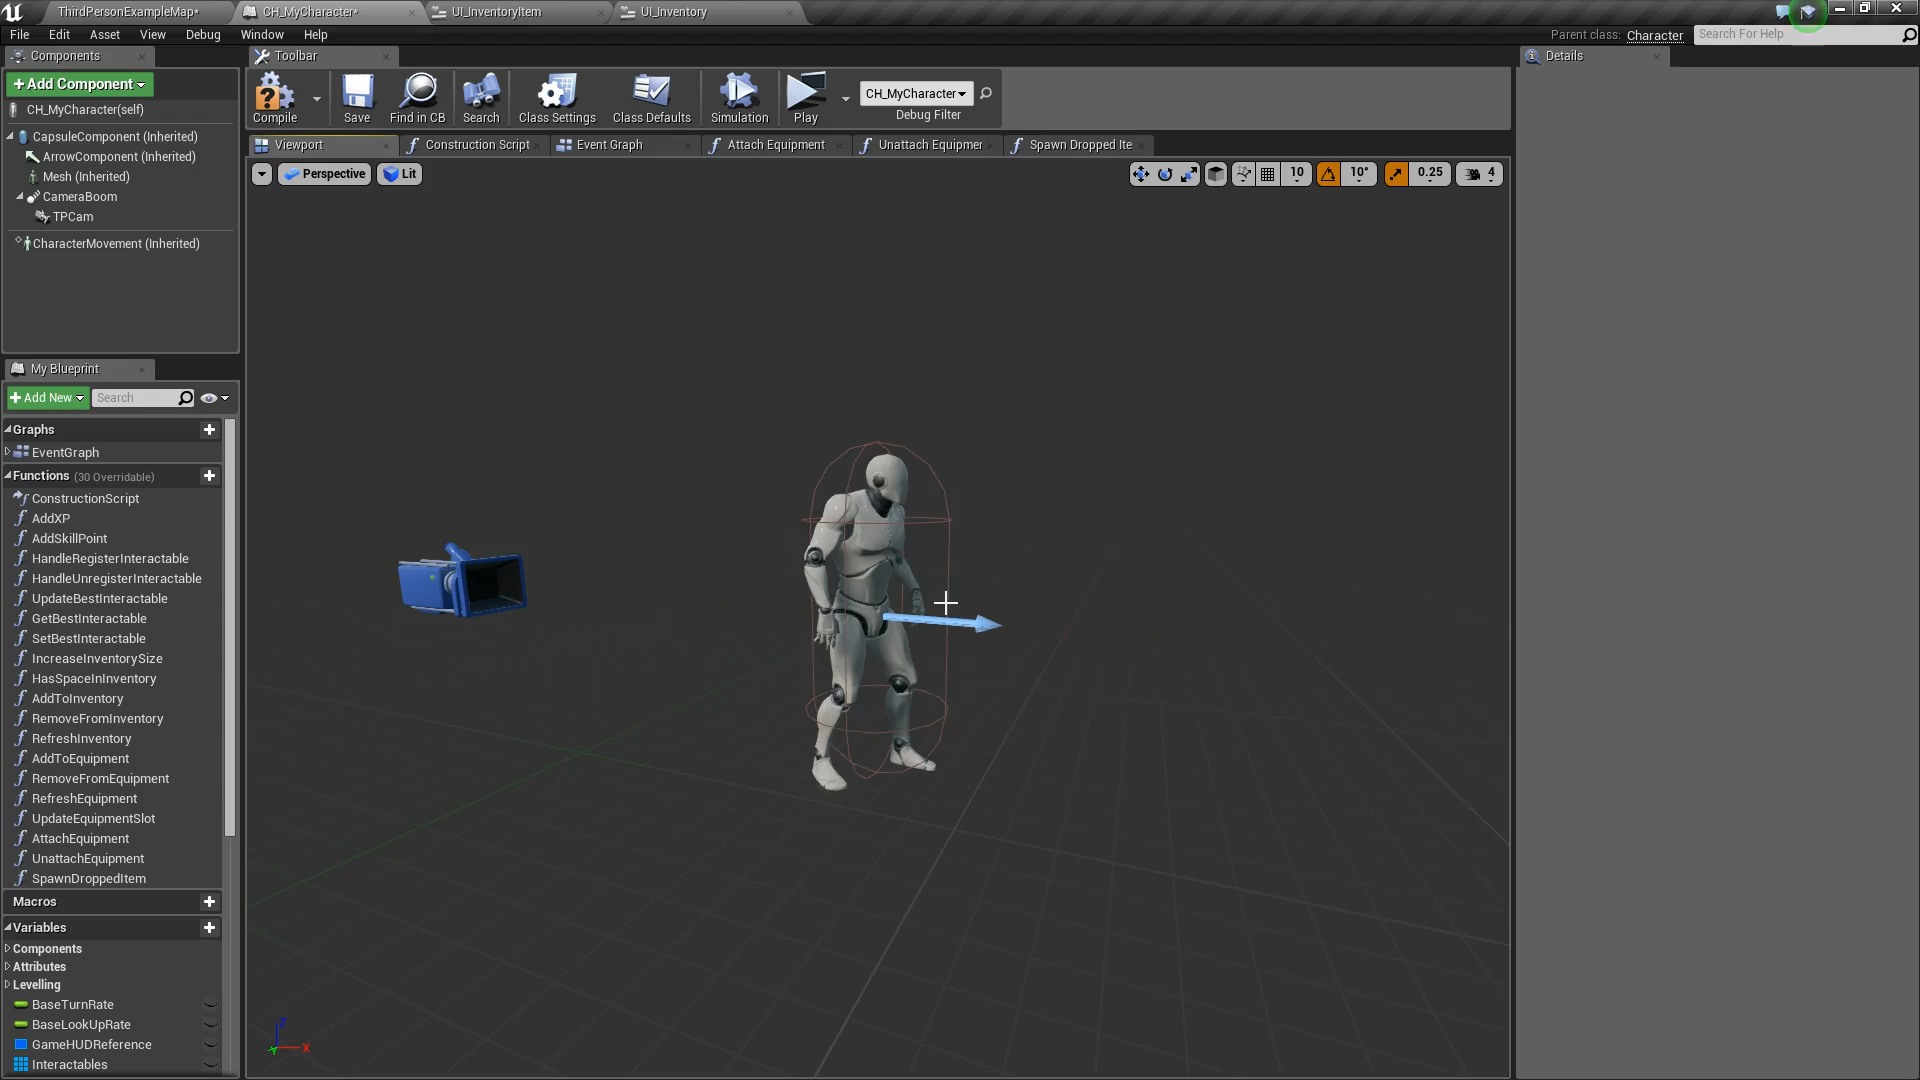 ThirdPersonExampleMap*
CH_MyCharacter*
UI_InventoryItem
UI_Inventory
File
Edit
Asset
View
Debug
Window
Help
Parent class:
Character
Search For Help
Components
Toolbar
Details
+ Add Component
Compile
Save
Find in CB
Search
Class Settings
Class Defaults
Simulation
Play
CH_MyCharacter
Debug Filter
CH_MyCharacter(self)
CapsuleComponent (Inherited)
ArrowComponent (Inherited)
Mesh (Inherited)
CameraBoom
TPCam
CharacterMovement (Inherited)
Viewport
Construction Script
Event Graph
Attach Equipment
Unattach Equipmer
Spawn Dropped Ite
Perspective
Lit
10
10°
0.25
4
My Blueprint
+ Add New
Search
Graphs
EventGraph
Functions (30 Overridable)
ConstructionScript
AddXP
AddSkillPoint
HandleRegisterInteractable
HandleUnregisterInteractable
UpdateBestInteractable
GetBestInteractable
SetBestInteractable
IncreaseInventorySize
HasSpaceInInventory
AddToInventory
RemoveFromInventory
RefreshInventory
AddToEquipment
RemoveFromEquipment
RefreshEquipment
UpdateEquipmentSlot
AttachEquipment
UnattachEquipment
SpawnDroppedItem
Macros
Variables
Components
Attributes
Levelling
BaseTurnRate
BaseLookUpRate
GameHUDReference
Interactables
Z
Y
X